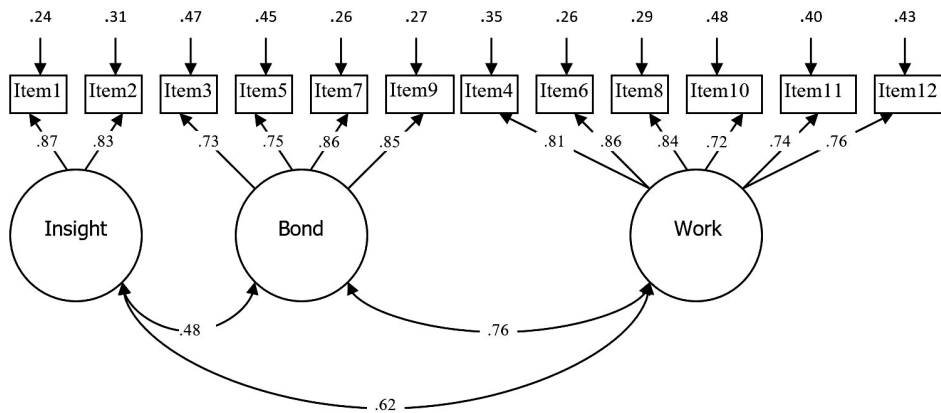 .24 .31 .47 .45 .26 .27 .35 .26 .29 .48 .40 .43
Item1 Item2 Item3 Item5 Item7 Item9 Item4 Item6 Item8 Item10 Item11 Item12
.87 .83 .73 .75 .86 .85 .81 .86 .84 .72 .74 .76
Insight Bond Work
.48 .76
.62